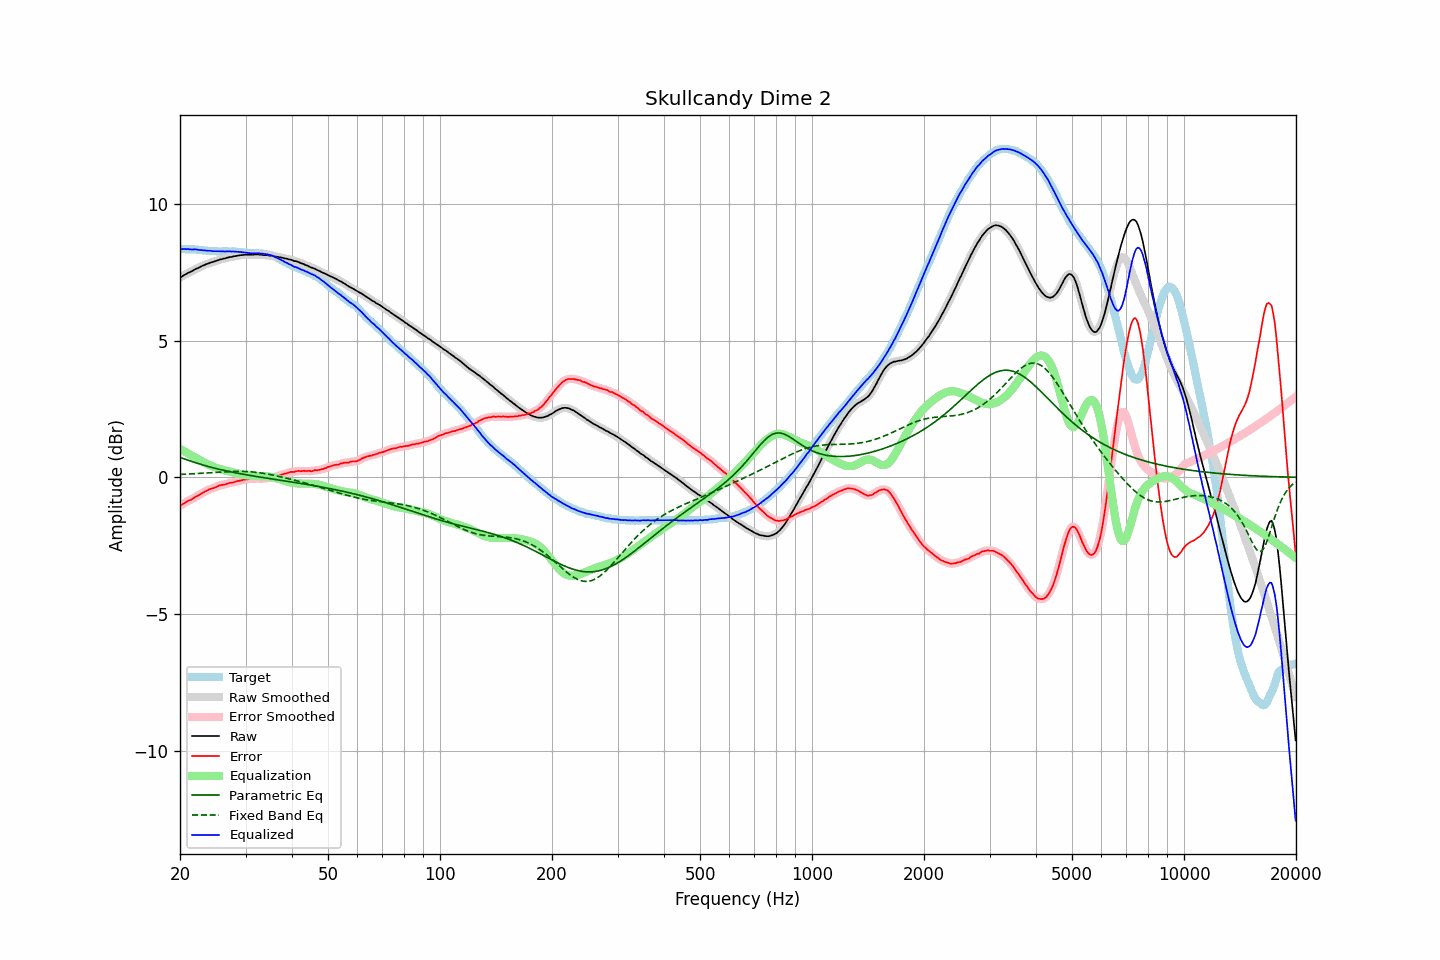 Skullcandy Dime 2
Amplitude (dBr)
10
5
0
−5
−10
Target
Raw Smoothed
Error Smoothed
Raw
Error
Equalization
Parametric Eq
Fixed Band Eq
Equalized
20 50 100 200 500 1000 2000 5000 10000 20000
Frequency (Hz)